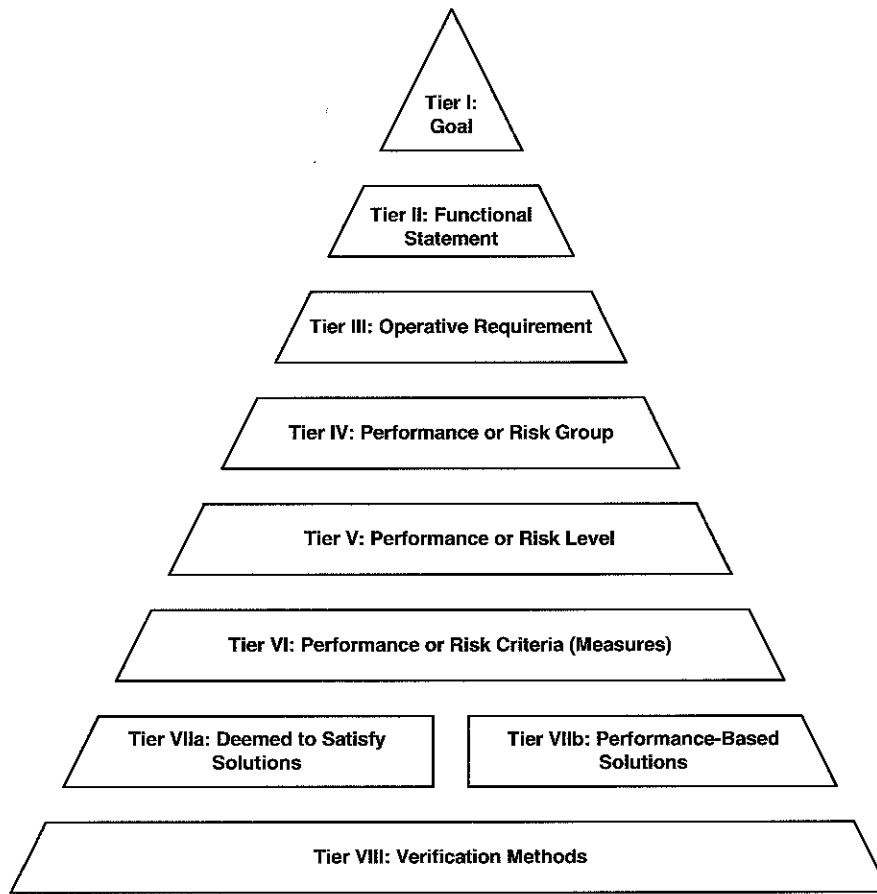 Tier I:
Goal
Tier II: Functional
Statement
Tier III: Operative Requirement
Tier IV: Performance or Risk Group
Tier V: Performance or Risk Level
Tier VI: Performance or Risk Criteria (Measures)
Tier VIIa: Deemed to Satisfy
Solutions
Tier VIIb: Performance-Based
Solutions
Tier VIII: Verification Methods